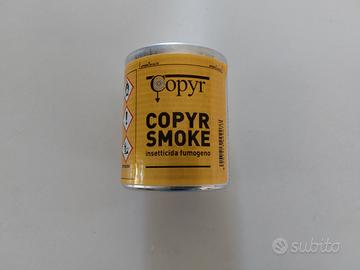 Copyr
COPYR
SMOKE
insetticida fumogeno
subito